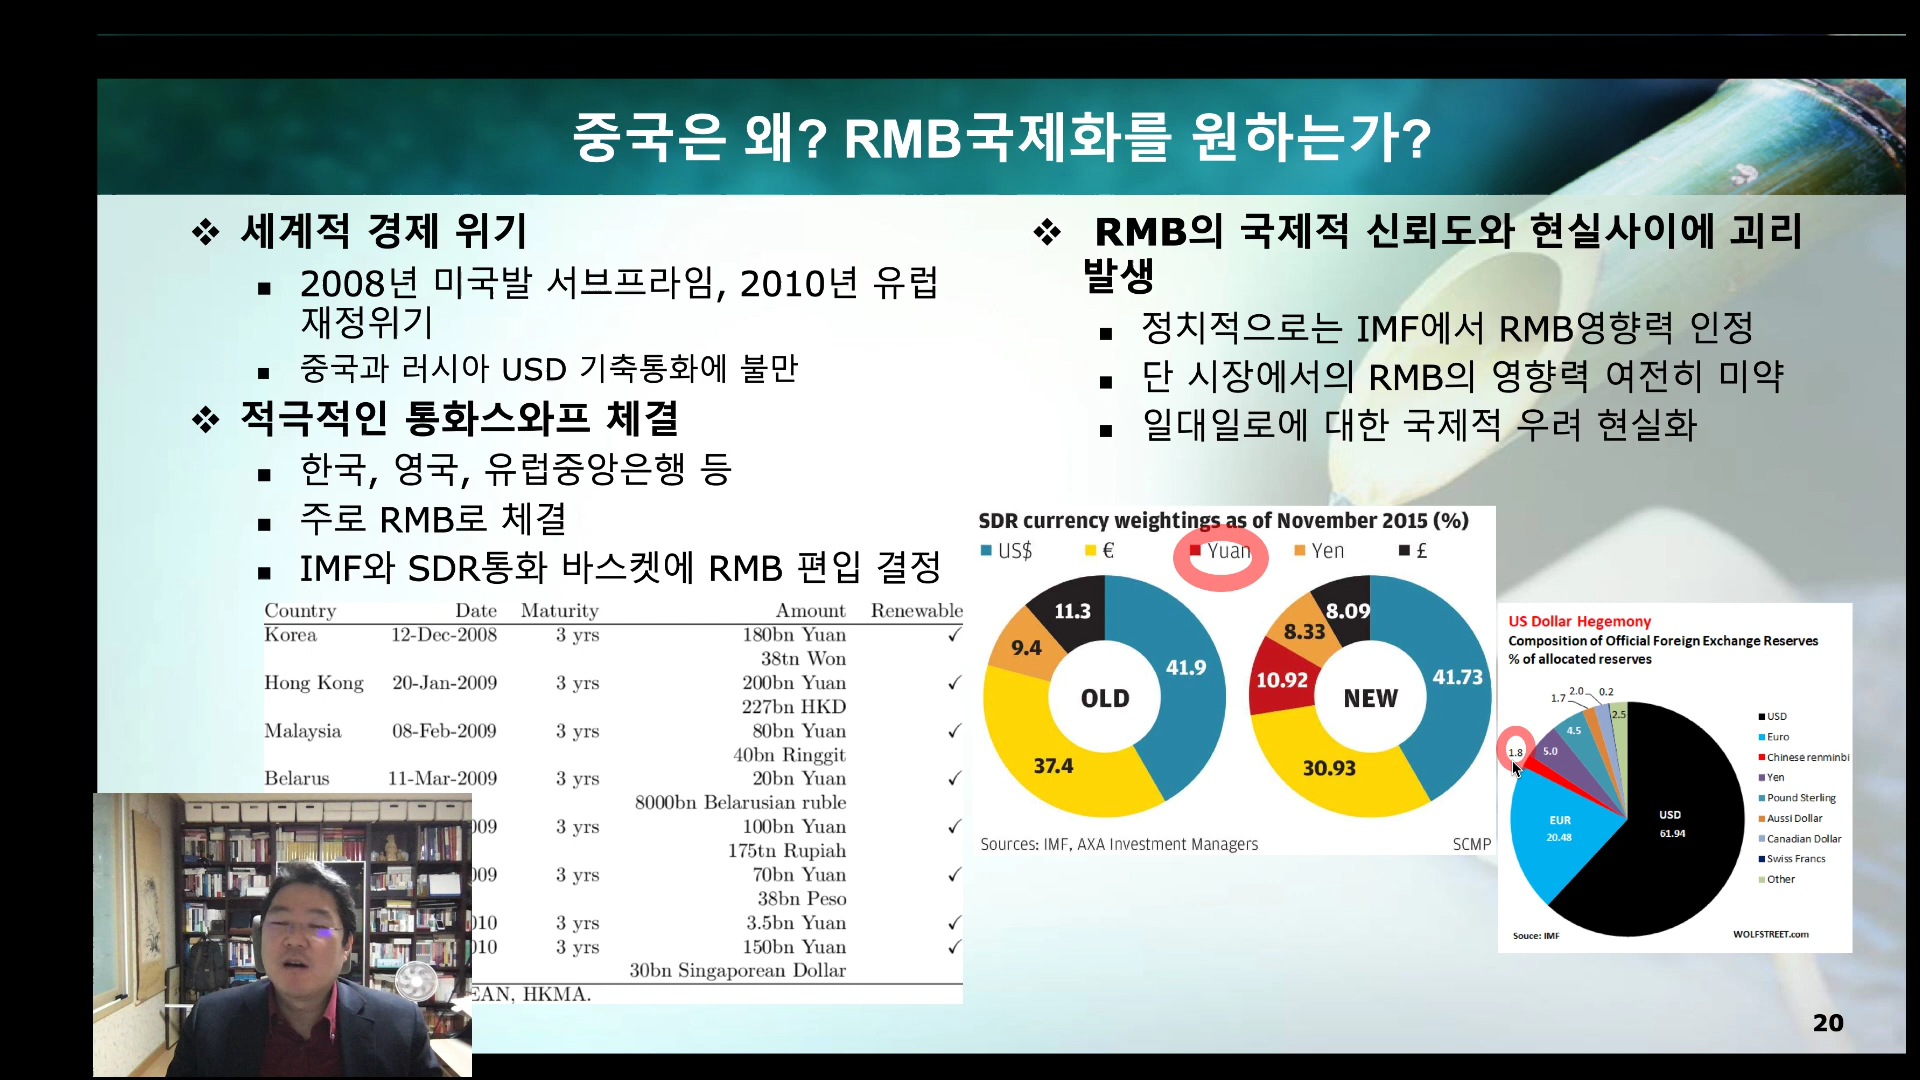 중국은 왜? RMB국제화를 원하는가?
❖ 세계적 경제 위기
▪ 2008년 미국발 서브프라임, 2010년 유럽
재정위기
▪ 중국과 러시아 USD 기축통화에 불만
❖ 적극적인 통화스와프 체결
▪ 한국, 영국, 유럽중앙은행 등
▪ 주로 RMB로 체결
▪ IMF와 SDR통화 바스켓에 RMB 편입 결정
Country Date Maturity Amount Renewable
Korea 12-Dec-2008 3 yrs 180bn Yuan ✓
38tn Won
Hong Kong 20-Jan-2009 3 yrs 200bn Yuan ✓
227bn HKD
Malaysia 08-Feb-2009 3 yrs 80bn Yuan ✓
40bn Ringgit
Belarus 11-Mar-2009 3 yrs 20bn Yuan ✓
8000bn Belarusian ruble
09 3 yrs 100bn Yuan ✓
175tn Rupiah
09 3 yrs 70bn Yuan ✓
38bn Peso
010 3 yrs 3.5bn Yuan ✓
010 3 yrs 150bn Yuan ✓
30bn Singaporean Dollar
EAN, HKMA.
❖ RMB의 국제적 신뢰도와 현실사이에 괴리
발생
▪ 정치적으로는 IMF에서 RMB영향력 인정
▪ 단 시장에서의 RMB의 영향력 여전히 미약
▪ 일대일로에 대한 국제적 우려 현실화
SDR currency weightings as of November 2015 (%)
US$ € Yuan Yen £
11.3
9.4
41.9
OLD
37.4
8.09
8.33
10.92
41.73
NEW
30.93
Sources: IMF, AXA Investment Managers SCMP
US Dollar Hegemony
Composition of Official Foreign Exchange Reserves
% of allocated reserves
1.7 2.0 0.2
2.5
4.5
5.0
1.8
EUR
20.48
USD
61.94
USD
Euro
Chinese renminbi
Yen
Pound Sterling
Aussi Dollar
Canadian Dollar
Swiss Francs
Other
Souce: IMF WOLFSTREET.com
20